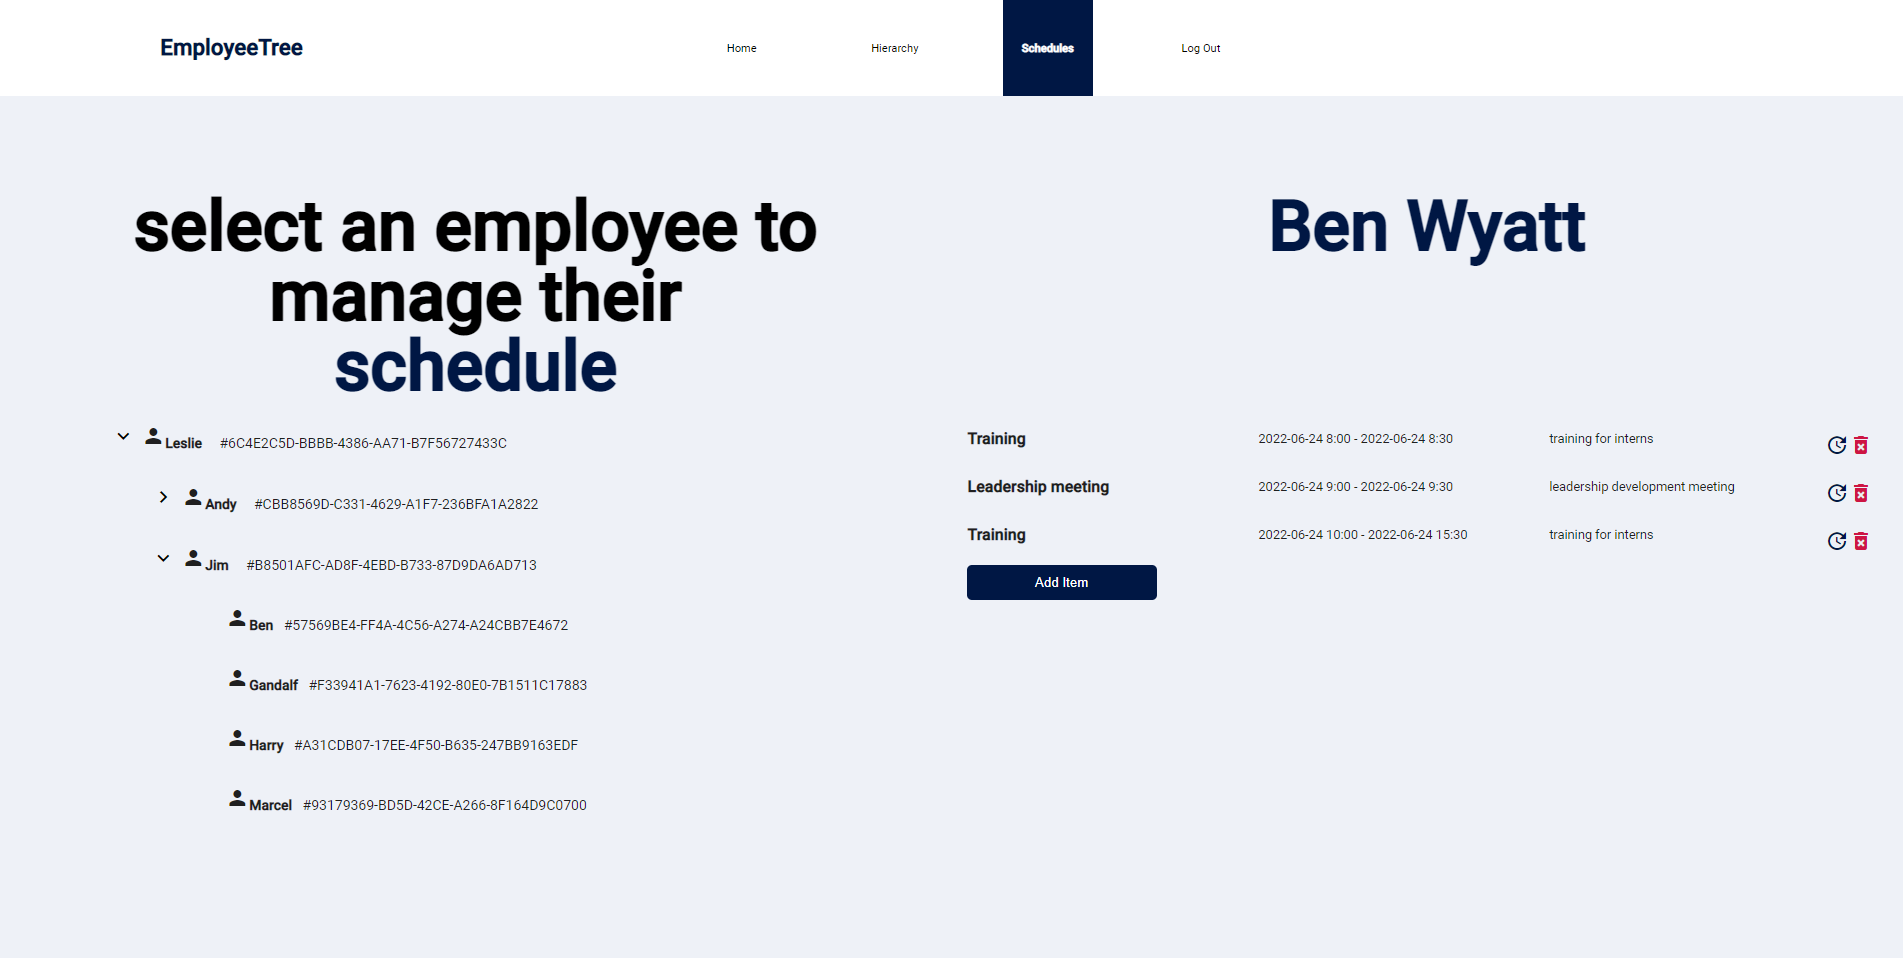 EmployeeTree
Home
Hierarchy
Schedules
Log Out
select an employee to
manage their
schedule
Leslie #6C4E2C5D-BBBB-4386-AA71-B7F56727433C
Andy #CBB8569D-C331-4629-A1F7-236BFA1A2822
Jim #B8501AFC-AD8F-4EBD-B733-87D9DA6AD713
Ben #57569BE4-FF4A-4C56-A274-A24CBB7E4672
Gandalf #F33941A1-7623-4192-80E0-7B1511C17883
Harry #A31CDB07-17EE-4F50-B635-247BB9163EDF
Marcel #93179369-BD5D-42CE-A266-8F164D9C0700
Ben Wyatt
Training 2022-06-24 8:00 - 2022-06-24 8:30 training for interns
Leadership meeting 2022-06-24 9:00 - 2022-06-24 9:30 leadership development meeting
Training 2022-06-24 10:00 - 2022-06-24 15:30 training for interns
Add Item